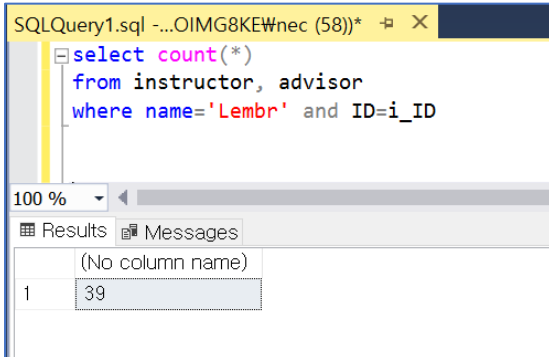 SQLQuery1.sql -...OIMG8KE₩nec (58))*
select count(*)
from instructor, advisor
where name='Lembr' and ID=i_ID
100 %
Results Messages
(No column name)
1 39